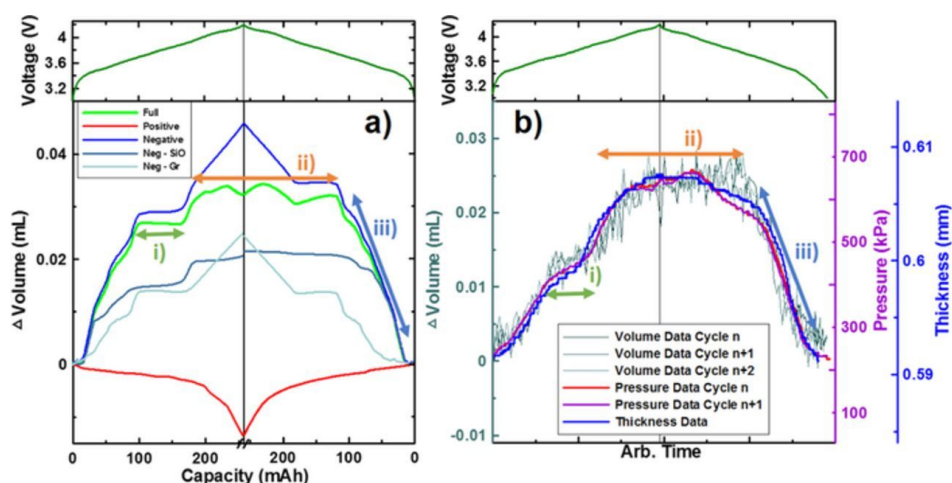 Voltage (V)
4
3.6
3.2
Full
Positive
Negative
Neg - SiO
Neg - Gr
a)
ii)
iii)
i)
0.04
0.02
0
Δ Volume (mL)
0
100
200
200
100
0
Capacity (mAh)
Voltage (V)
4
3.6
3.2
b)
ii)
iii)
i)
0.03
0.02
0.01
0
-0.01
Δ Volume (mL)
Volume Data Cycle n
Volume Data Cycle n+1
Volume Data Cycle n+2
Pressure Data Cycle n
Pressure Data Cycle n+1
Thickness Data
Arb. Time
700
500
300
100
Pressure (kPa)
0.61
0.6
0.59
Thickness (mm)